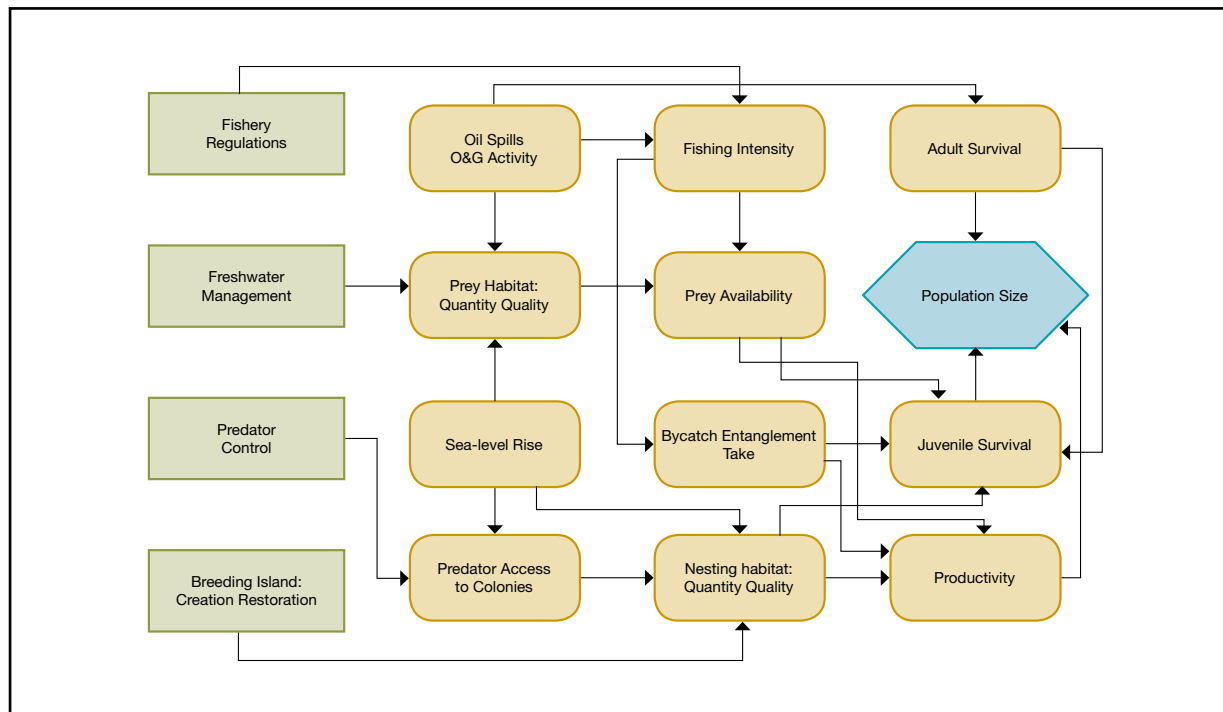 Fishery
Regulations
Oil Spills
O&G Activity
Fishing Intensity
Adult Survival
Freshwater
Management
Prey Habitat:
Quantity Quality
Prey Availability
Population Size
Predator
Control
Sea-level Rise
Bycatch Entanglement
Take
Juvenile Survival
Breeding Island:
Creation Restoration
Predator Access
to Colonies
Nesting habitat:
Quantity Quality
Productivity